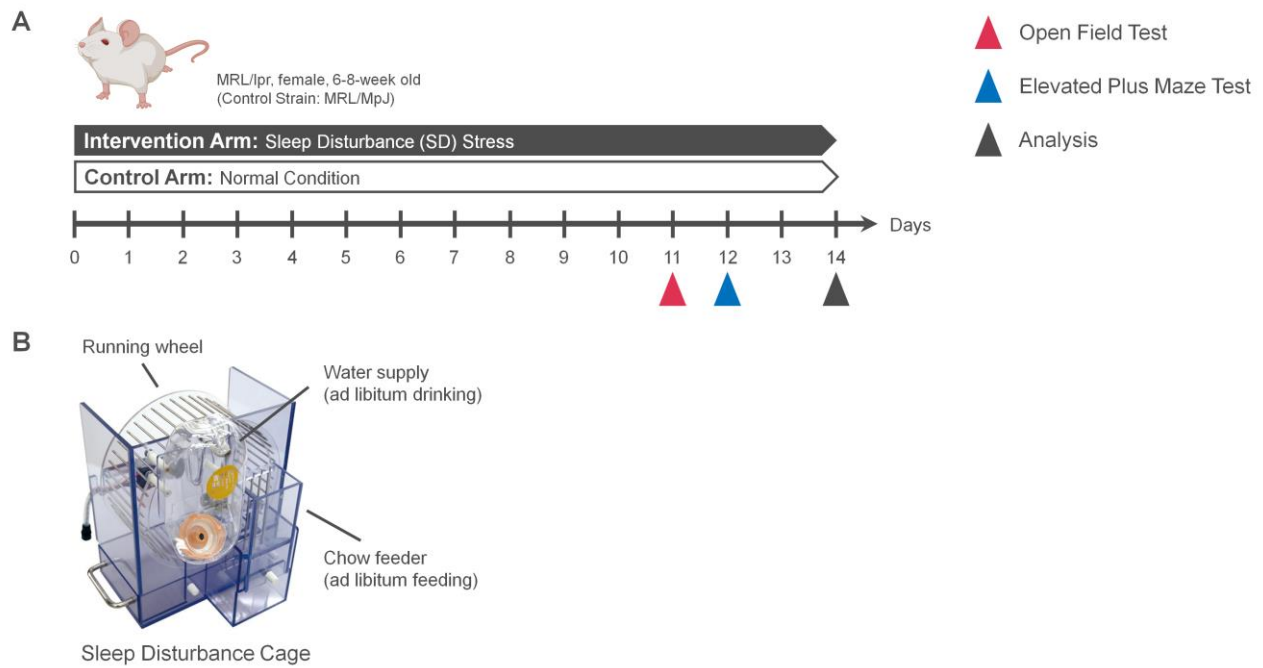 A
MRL/lpr, female, 6-8-week old
(Control Strain: MRL/MpJ)
Intervention Arm: Sleep Disturbance (SD) Stress
Control Arm: Normal Condition
Days
0 1 2 3 4 5 6 7 8 9 10 11 12 13 14
Open Field Test
Elevated Plus Maze Test
Analysis
B
Running wheel
Water supply
(ad libitum drinking)
Chow feeder
(ad libitum feeding)
Sleep Disturbance Cage